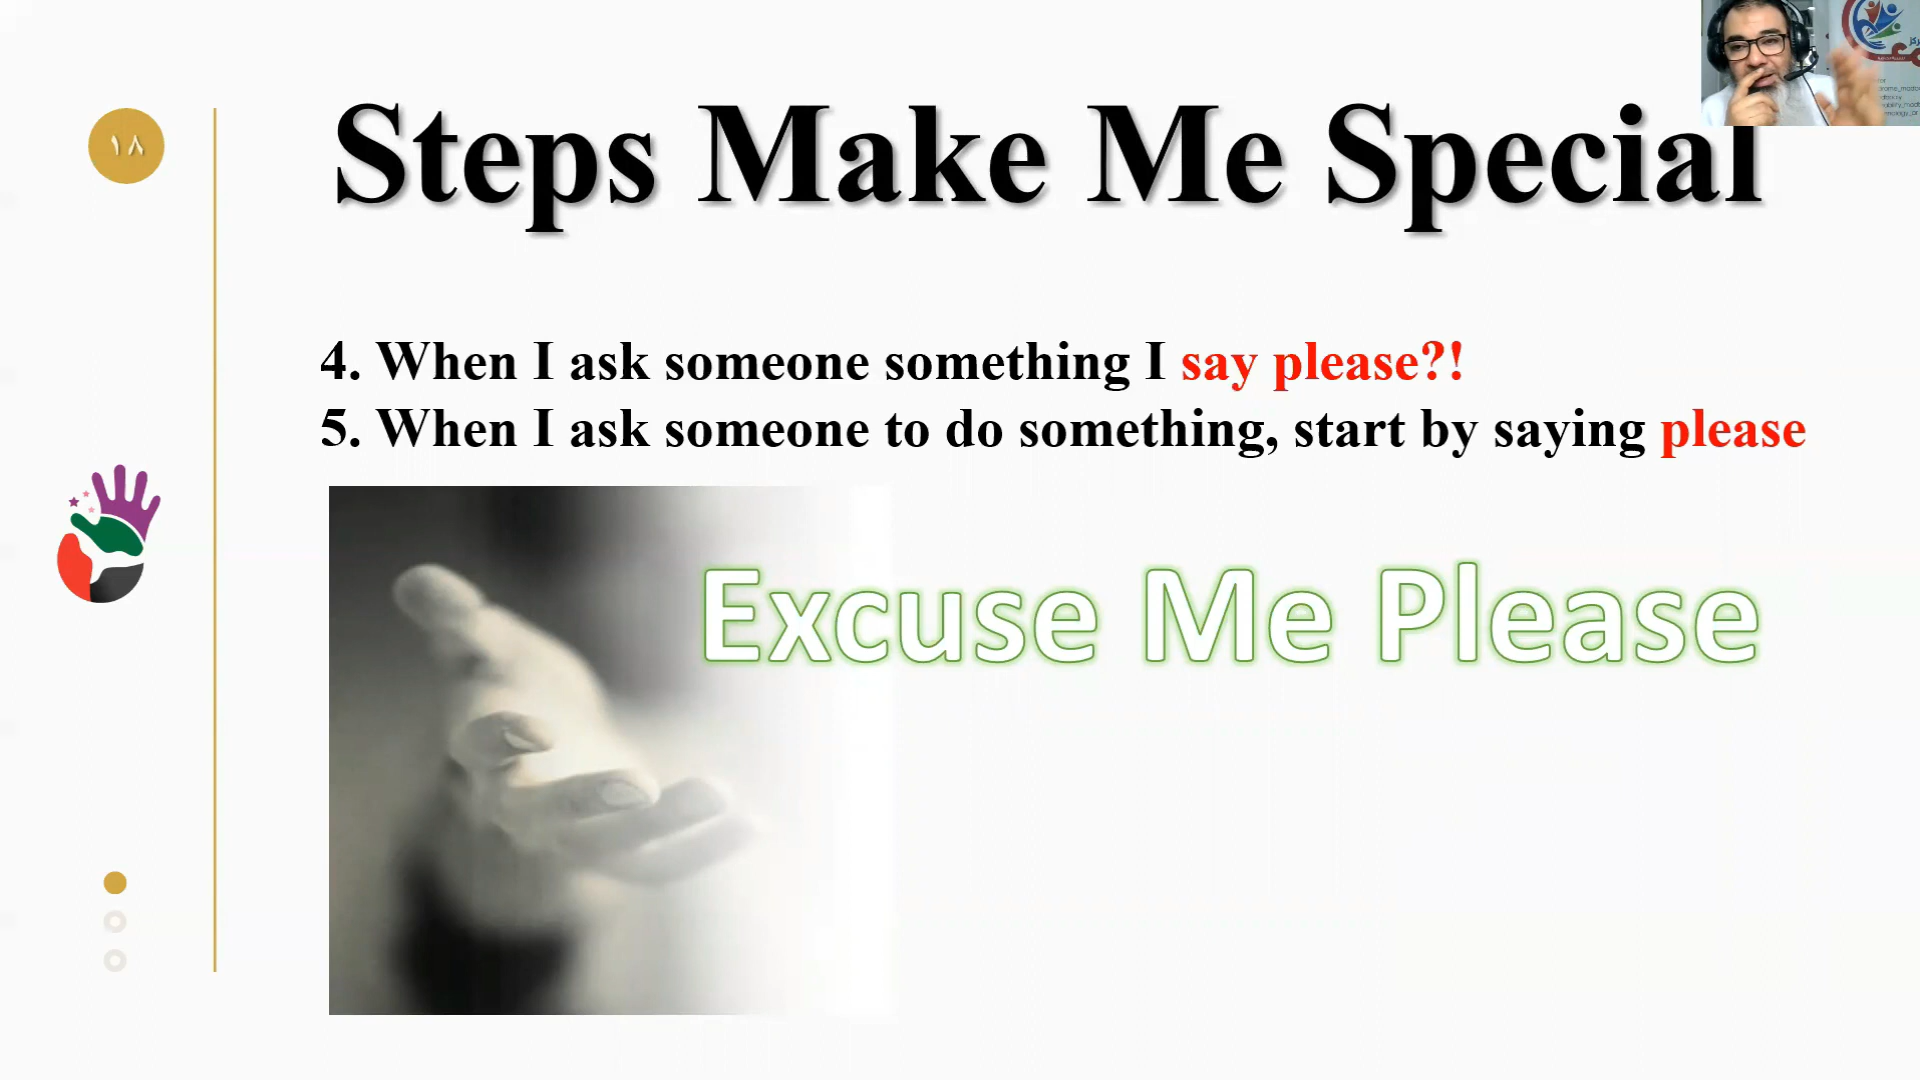 ١٨
Steps Make Me Special
4. When I ask someone something I say please?!
5. When I ask someone to do something, start by saying please
Excuse Me Please